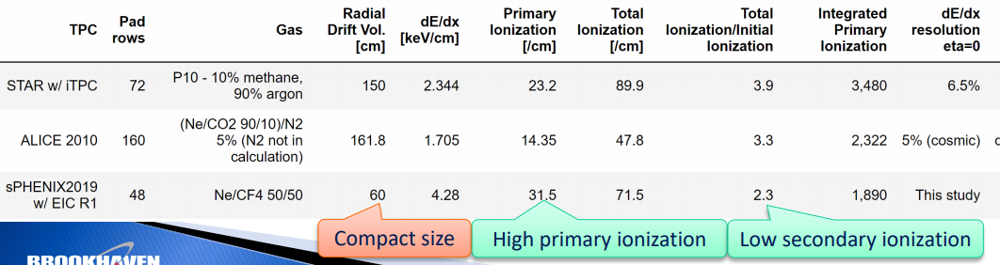 TPC Pad rows Gas Radial Drift Vol. [cm] dE/dx [keV/cm] Primary Ionization [/cm] Total Ionization [/cm] Total Ionization/Initial Ionization Integrated Primary Ionization dE/dx resolution eta=0
STAR w/ iTPC 72 P10 - 10% methane, 90% argon 150 2.344 23.2 89.9 3.9 3,480 6.5%
ALICE 2010 160 (Ne/CO2 90/10)/N2 5% (N2 not in calculation) 161.8 1.705 14.35 47.8 3.3 2,322 5% (cosmic)
sPHENIX2019 w/ EIC R1 48 Ne/CF4 50/50 60 4.28 31.5 71.5 2.3 1,890 This study
Compact size
High primary ionization
Low secondary ionization
BROOKHAVEN